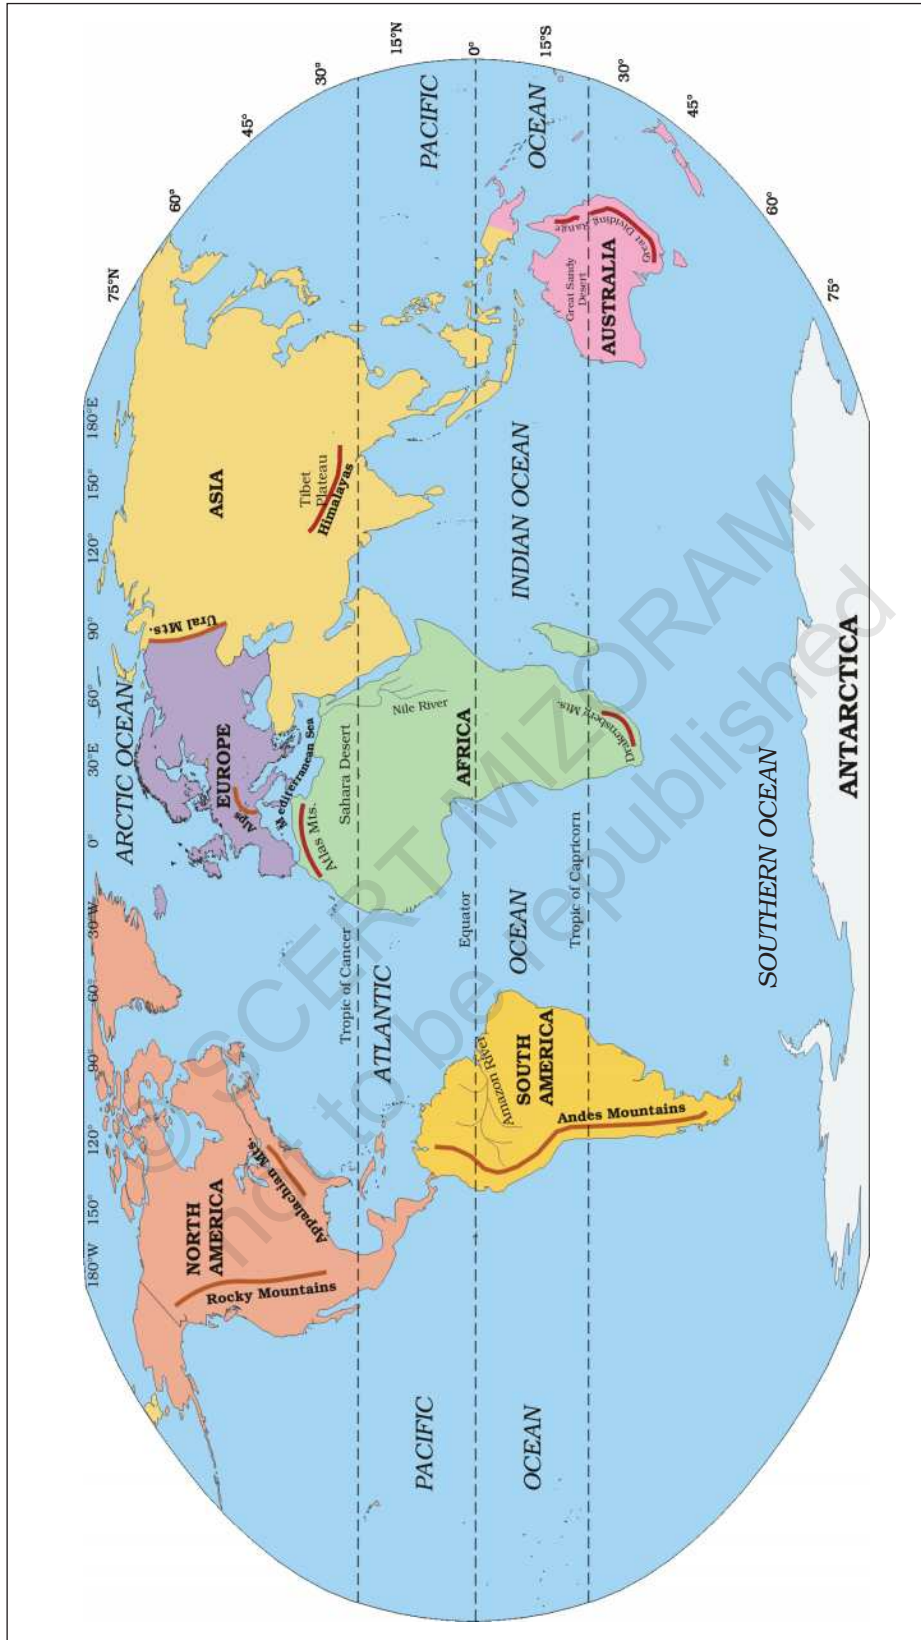 180°W
150°
120°
90°
60°
30°W
0°
30°E
60°
90°
120°
150°
180°E
75°N
60°
45°
30°
15°N
0°
15°S
30°
45°
60°
75°
ARCTIC OCEAN
NORTH
AMERICA
Rocky Mountains
Appalachian Mts.
EUROPE
Alps
Mediterranean Sea
Ural Mts.
ASIA
Tibet
Plateau
Himalayas
Atlas Mts.
Sahara Desert
Nile River
AFRICA
Drakensberg Mts.
Tropic of Cancer
Equator
Tropic of Capricorn
PACIFIC
OCEAN
ATLANTIC
OCEAN
INDIAN OCEAN
PACIFIC
OCEAN
SOUTH
AMERICA
Amazon River
Andes Mountains
Great Sandy
Desert
AUSTRALIA
Great Dividing Range
SOUTHERN OCEAN
ANTARCTICA
© SCERT MIZORAM
not to be republished